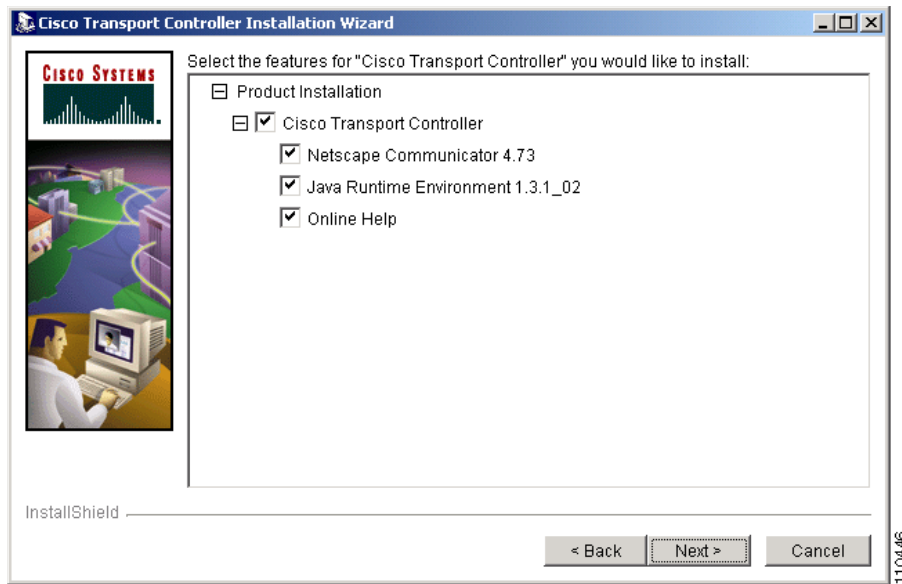 Cisco Transport Controller Installation Wizard
CISCO SYSTEMS
Select the features for "Cisco Transport Controller" you would like to install:
Product Installation
Cisco Transport Controller
Netscape Communicator 4.73
Java Runtime Environment 1.3.1_02
Online Help
InstallShield
< Back
Next >
Cancel
110446